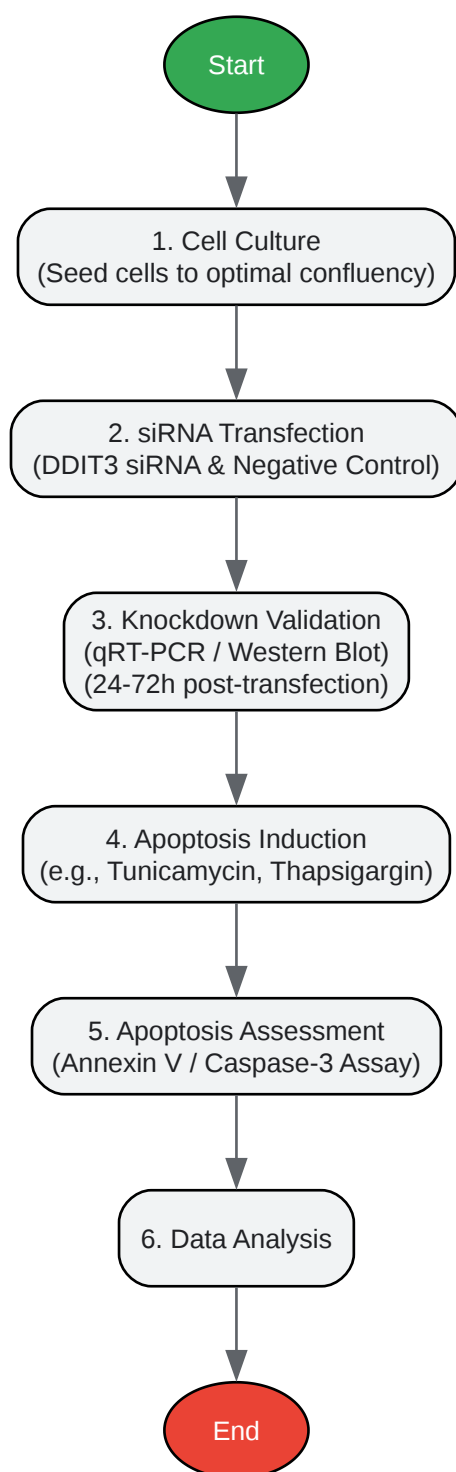 Start
1. Cell Culture
(Seed cells to optimal confluency)
2. siRNA Transfection
(DDIT3 siRNA & Negative Control)
3. Knockdown Validation
(qRT-PCR / Western Blot)
(24-72h post-transfection)
4. Apoptosis Induction
(e.g., Tunicamycin, Thapsigargin)
5. Apoptosis Assessment
(Annexin V / Caspase-3 Assay)
6. Data Analysis
End